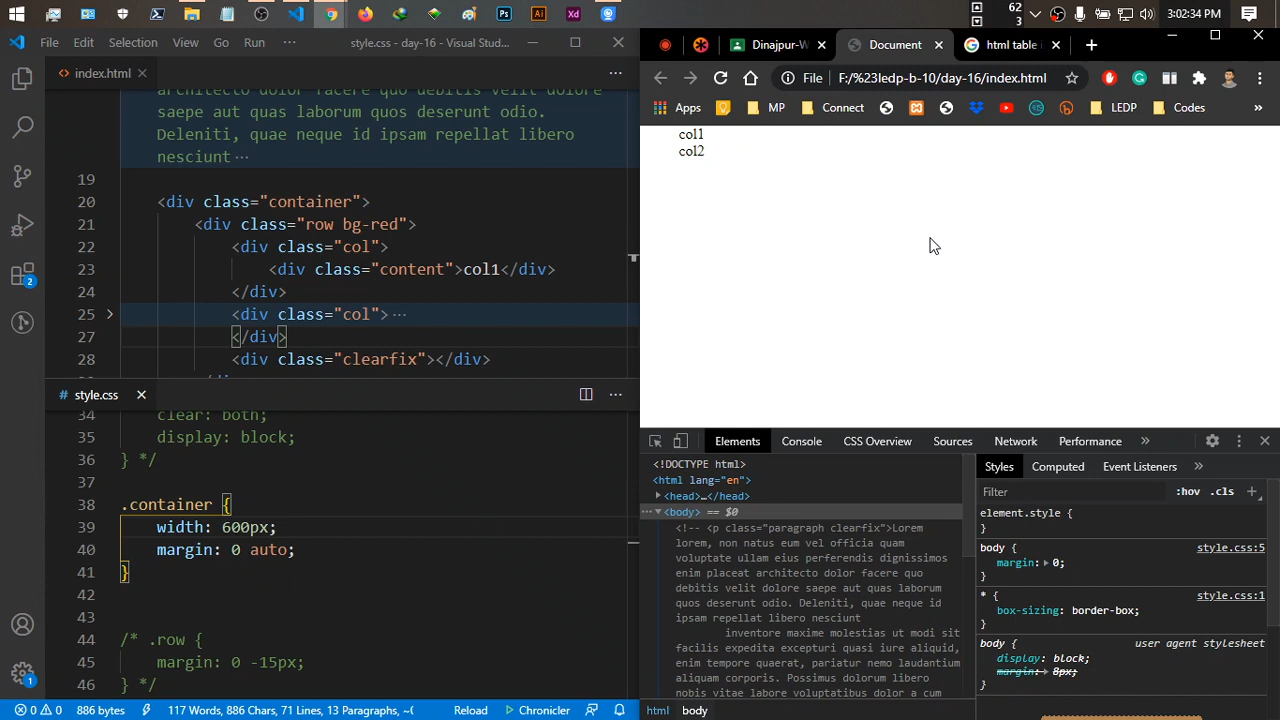 62
3
3:02:34 PM
File Edit Selection View Go Run ··· style.css - day-16 - Visual Stud...
index.html
architecto dolor facere quo debitis velit dolore
saepe aut quas laborum quos deserunt odio.
Deleniti, quae neque id ipsam repellat libero
nesciunt ···
19
20 <div class="container">
21 <div class="row bg-red">
22 <div class="col">
23 <div class="content">col1</div>
24 </div>
25 <div class="col"> ···
27 </div>
28 <div class="clearfix"></div>
# style.css
34 clear: both;
35 display: block;
36 } */
37
38 .container {
39 width: 600px;
40 margin: 0 auto;
41 }
42
43
44 /* .row {
45 margin: 0 -15px;
46 } */
2
1
0 0 886 bytes 117 Words, 886 Chars, 71 Lines, 13 Paragraphs, ~( Reload Chronicler
Dinajpur-W Document html table i
File F:/%23ledp-b-10/day-16/index.html
Apps MP Connect LEDP Codes »
col1
col2
Elements Console CSS Overview Sources Network Performance »
<!DOCTYPE html>
<html lang="en">
<head>…</head>
··· <body> == $0
<!-- <p class="paragraph clearfix">Lorem
lorem, non natus eum vel officia quam
voluptate ullam eius perferendis dignissimos
enim placeat architecto dolor facere quo
debitis velit dolore saepe aut quas laborum
quos deserunt odio. Deleniti, quae neque id
ipsam repellat libero nesciunt
inventore maxime molestias ut modi sit
facilis expedita excepturi quasi iure aliquid,
enim tempore quaerat, pariatur nemo laudantium
aliquam corporis. Possimus dolorum dolorem
nobis vitae laborum voluptatibus dolor a cum
html body
Styles Computed Event Listeners »
Filter :hov .cls +
element.style {
}
body { style.css:5
margin: 0;
}
* { style.css:1
box-sizing: border-box;
}
body { user agent stylesheet
display: block;
margin: 8px;
}